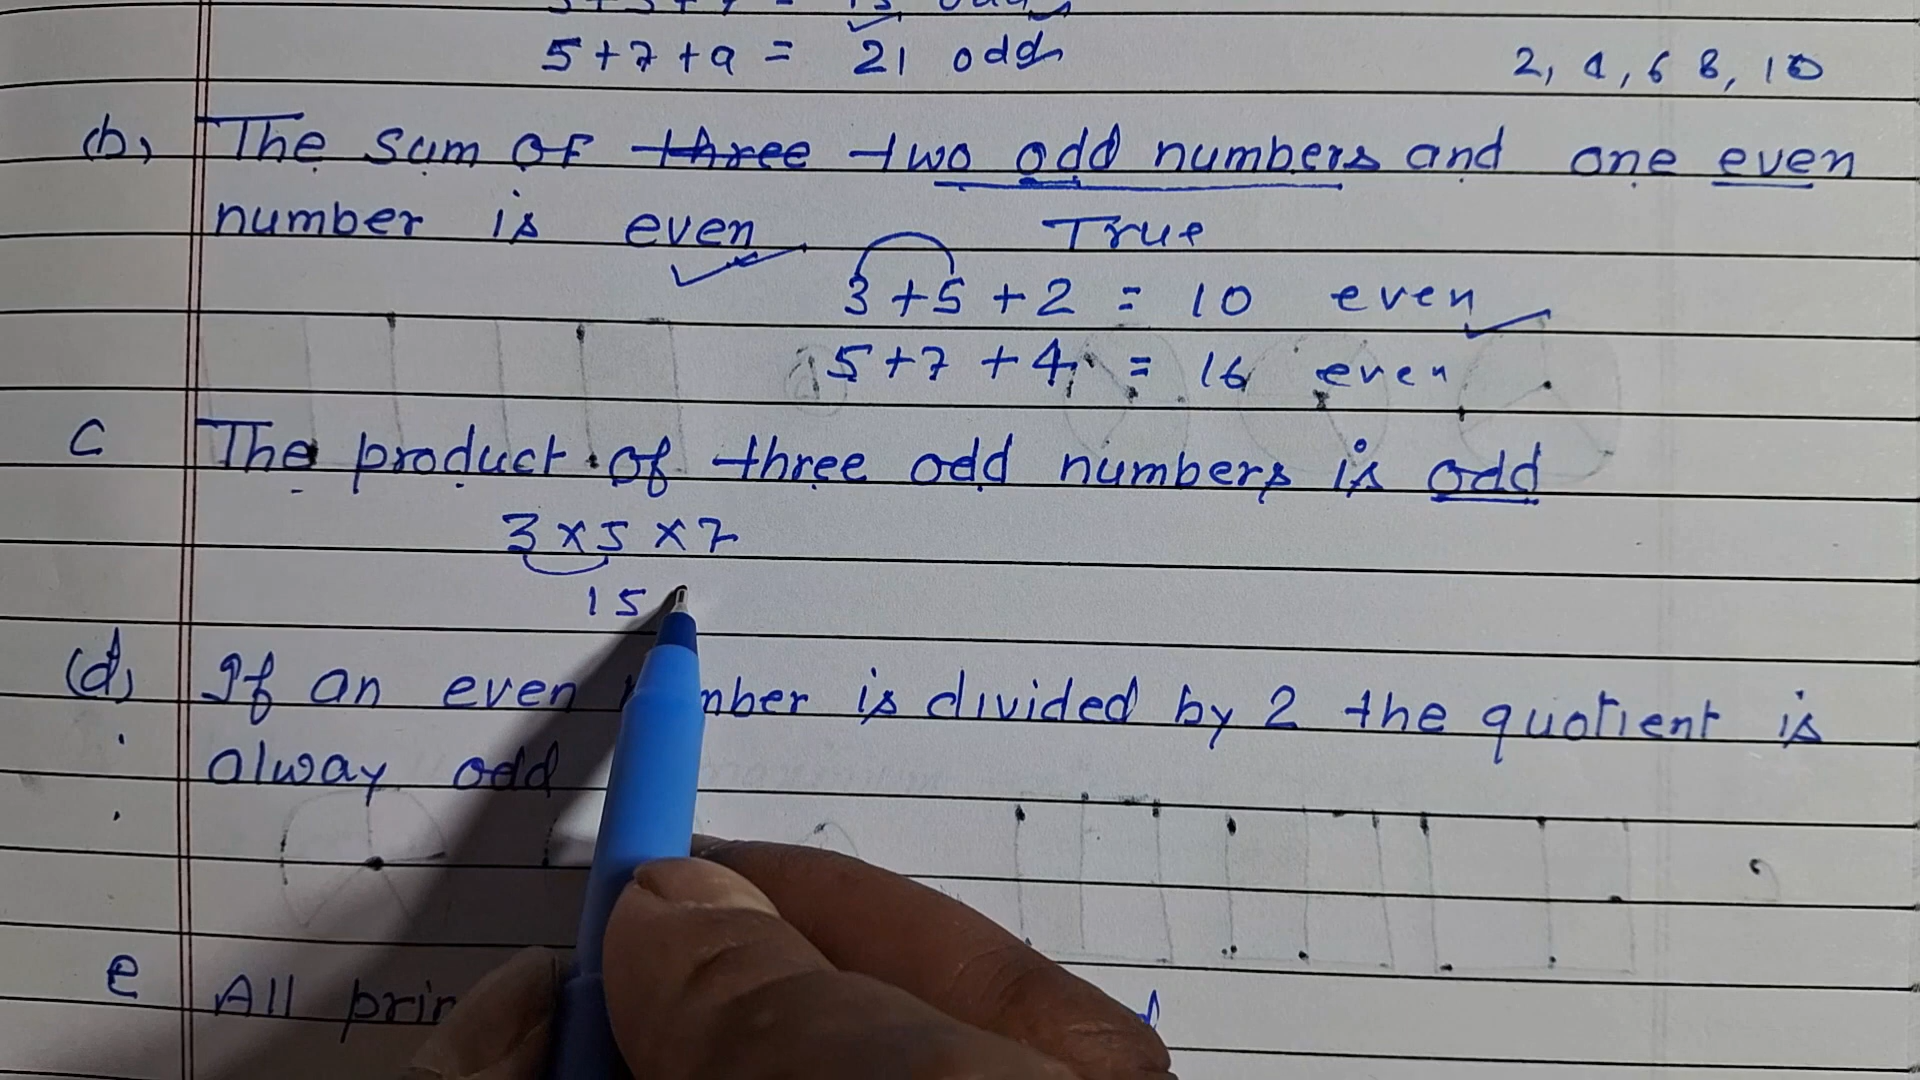 5+7+9 = 21 odd
2, 4, 6 8, 10
(b) The sum of three two odd numbers and one even
number is even True
3+5+2 = 10 even
5+7+4 = 16 even
c The product of three odd numbers is odd
3×5×7
15
(d) If an even number is divided by 2 the quotient is
alway odd
e All